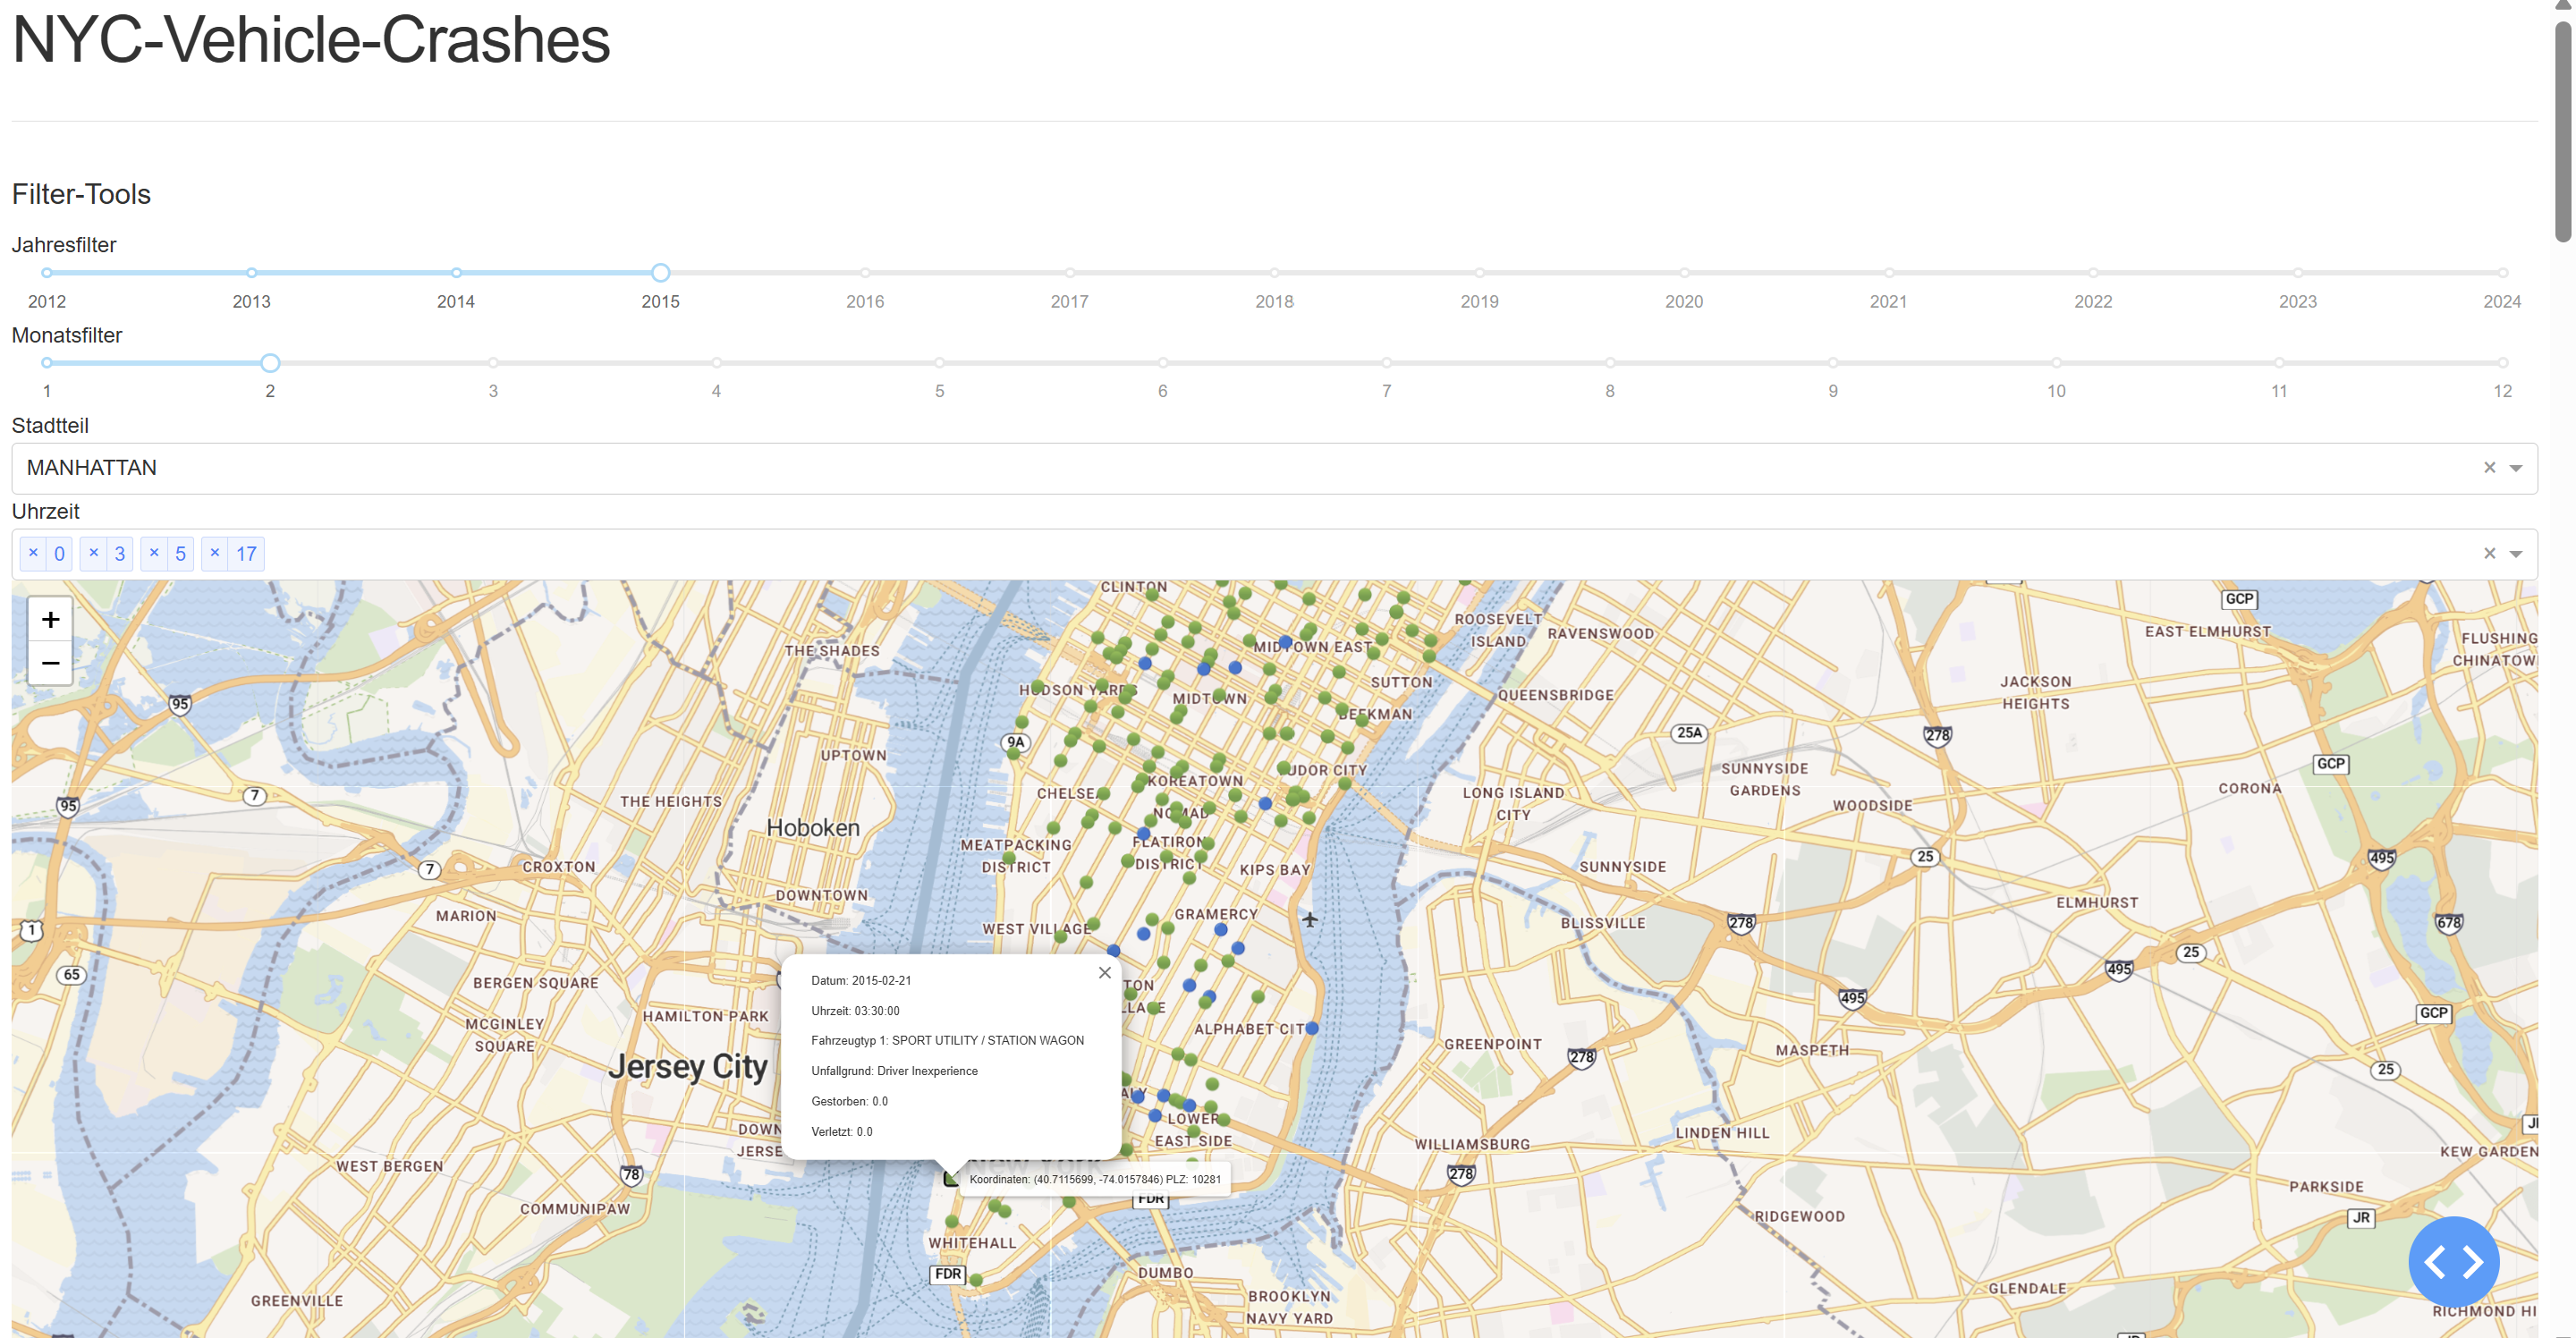 NYC-Vehicle-Crashes
Filter-Tools
Jahresfilter
2012 2013 2014 2015 2016 2017 2018 2019 2020 2021 2022 2023 2024
Monatsfilter
1 2 3 4 5 6 7 8 9 10 11 12
Stadtteil
MANHATTAN × 
Uhrzeit
× 0 × 3 × 5 × 17 ×
+
−
CLINTON
GCP
ROOSEVELT
ISLAND
RAVENSWOOD
EAST ELMHURST
FLUSHING
CHINATOW
THE SHADES
MIDTOWN EAST
SUTTON
HUDSON YARDS
MIDTOWN
BEEKMAN
QUEENSBRIDGE
JACKSON
HEIGHTS
95
9A
25A
278
UPTOWN
KOREATOWN
TUDOR CITY
SUNNYSIDE
GARDENS
GCP
95
7
THE HEIGHTS
CHELSEA
NOMAD
LONG ISLAND
CITY
WOODSIDE
CORONA
Hoboken
MEATPACKING
DISTRICT
FLATIRON
DISTRICT
KIPS BAY
7
CROXTON
SUNNYSIDE
25
495
DOWNTOWN
MARION
GRAMERCY
WEST VILLAGE
BLISSVILLE
278
ELMHURST
678
1
65
BERGEN SQUARE
25
495
495
MCGINLEY
SQUARE
HAMILTON PARK
TON
LLAGE
ALPHABET CIT
GREENPOINT
278
MASPETH
GCP
25
Jersey City
Datum: 2015-02-21
Uhrzeit: 03:30:00
Fahrzeugtyp 1: SPORT UTILITY / STATION WAGON
Unfallgrund: Driver Inexperience
Gestorben: 0.0
Verletzt: 0.0
Koordinaten: (40.7115699, -74.0157846) PLZ: 10281
ALY
LOWER
EAST SIDE
DOWN
JERSE
WILLIAMSBURG
LINDEN HILL
KEW GARDEN
WEST BERGEN
78
278
FDR
PARKSIDE
COMMUNIPAW
RIDGEWOOD
JR
WHITEHALL
FDR
DUMBO
GREENVILLE
BROOKLYN
NAVY YARD
GLENDALE
RICHMOND HI